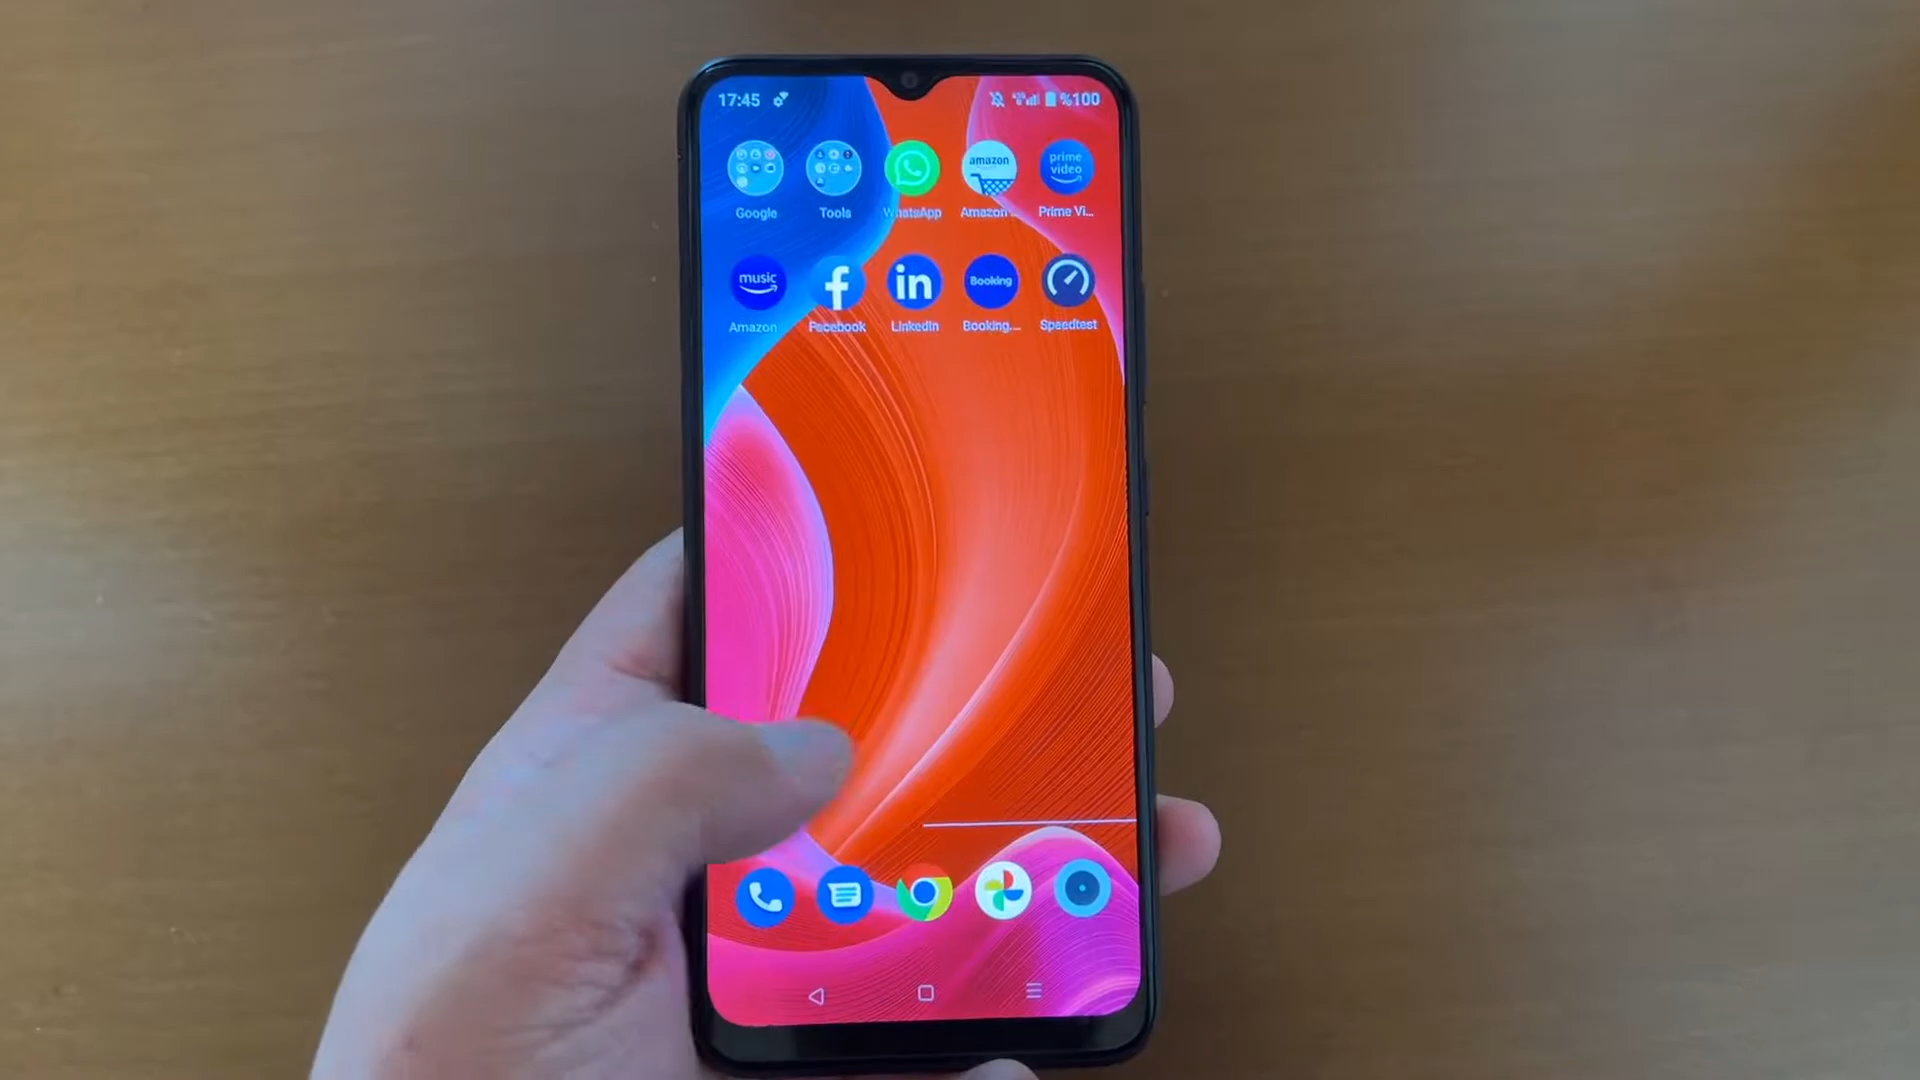 17:45 %100
amazon prime video
Google Tools WhatsApp Amazon... Prime Vi...
music f in Booking
Amazon Facebook LinkedIn Booking.... Speedtest